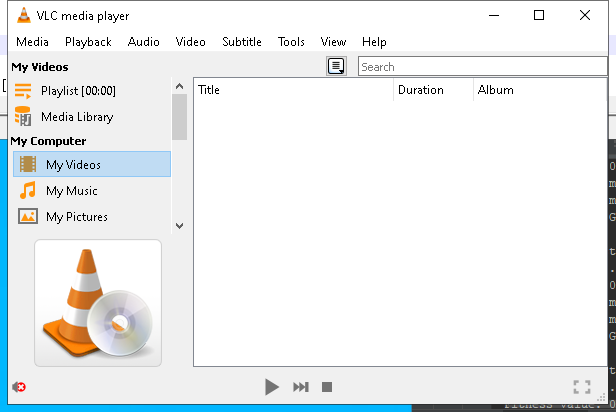 VLC media player
Media Playback Audio Video Subtitle Tools View Help
My Videos
Search
Playlist [00:00]
Media Library
My Computer
My Videos
My Music
My Pictures
Title Duration Album
Fitness value: 0